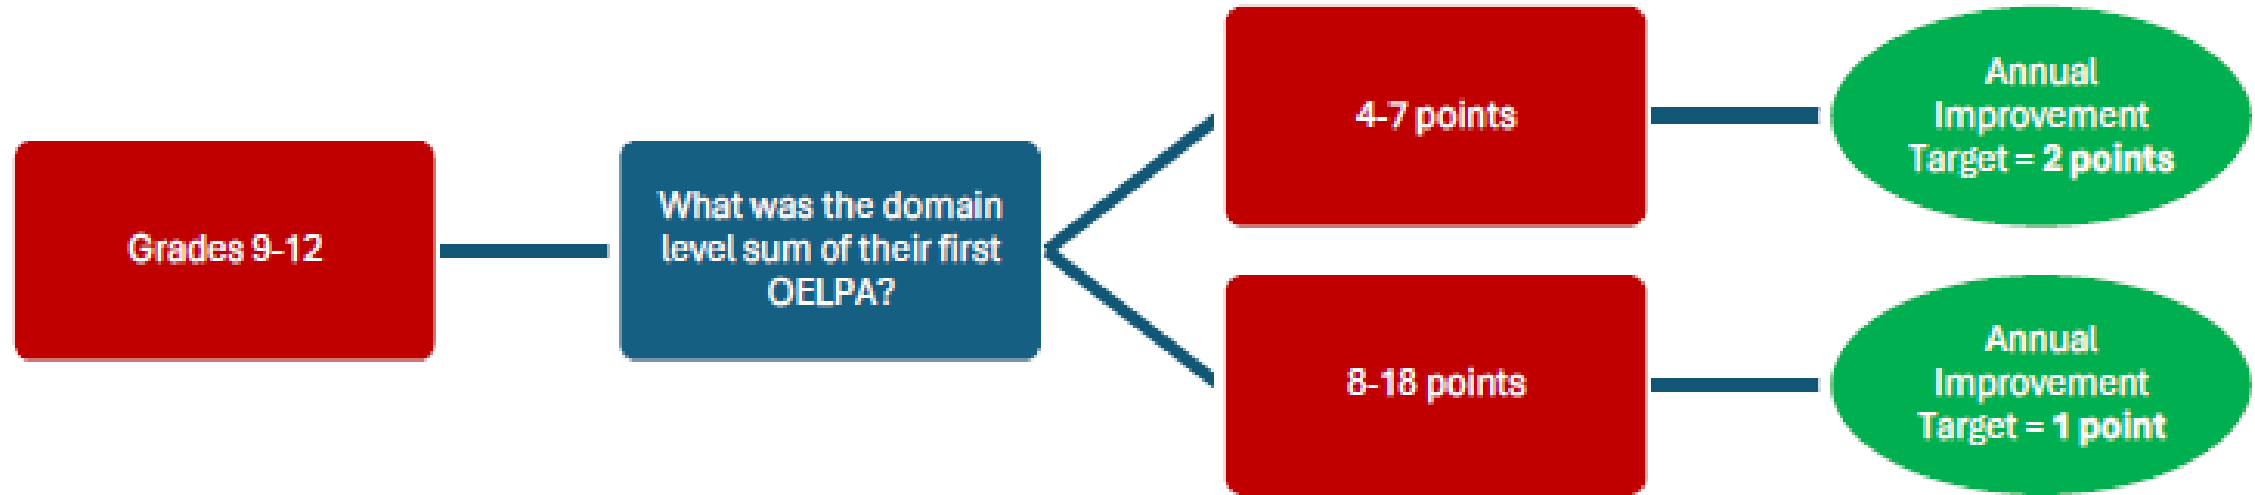 Grades 9-12
What was the domain
level sum of their first
OELPA?
4-7 points
Annual
Improvement
Target = 2 points
8-18 points
Annual
Improvement
Target = 1 point